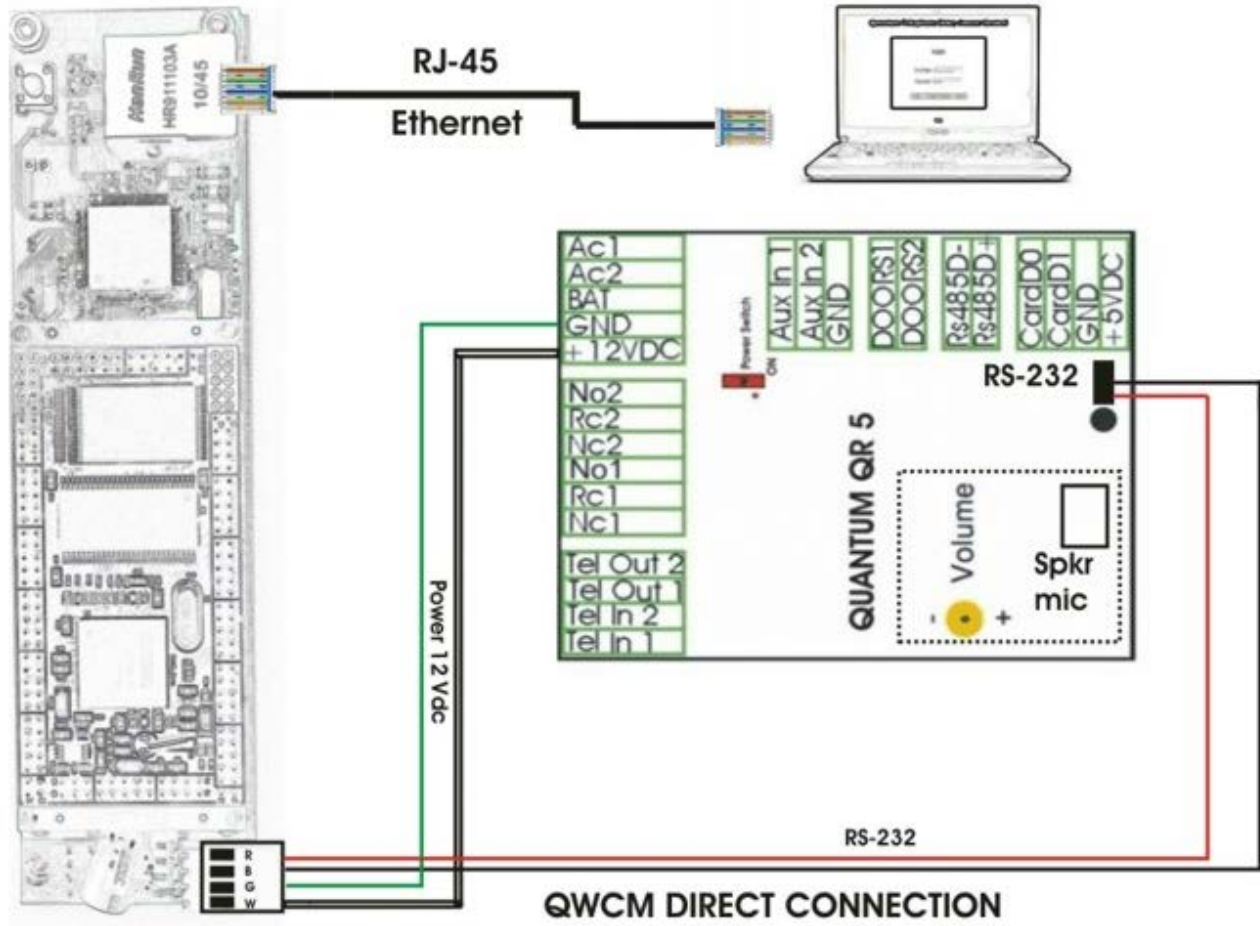 RJ-45
Ethernet
HanRun
HR911103A
10/45
Ac1
Ac2
BAT
GND
+12VDC
No2
Rc2
Nc2
No1
Rc1
Nc1
Tel Out 2
Tel Out 1
Tel In 2
Tel In 1
Power Switch
ON
Aux In 1
Aux In 2
GND
DOORS1
DOORS2
Rs485D-
Rs485D+
CardD0
CardD1
GND
+5VDC
RS-232
QUANTUM QR 5
Volume
- +
Spkr
mic
Power 12 Vdc
RS-232
R
B
G
W
QWCM DIRECT CONNECTION